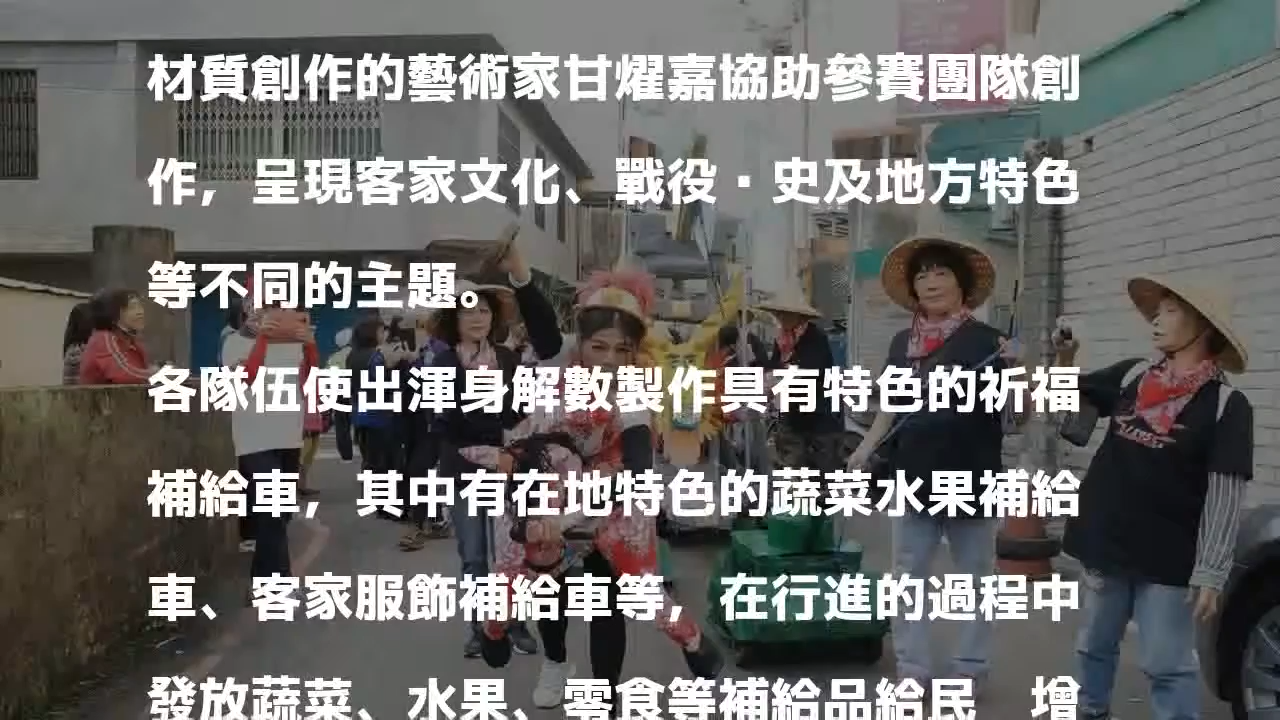 材質創作的藝術家甘燿嘉協助參賽團隊創
作，呈現客家文化、戰役·史及地方特色
等不同的主題。
各隊伍使出渾身解數製作具有特色的祈福
補給車，其中有在地特色的蔬菜水果補給
車、客家服飾補給車等，在行進的過程中
發放蔬菜、水果、零食等補給品給民　增